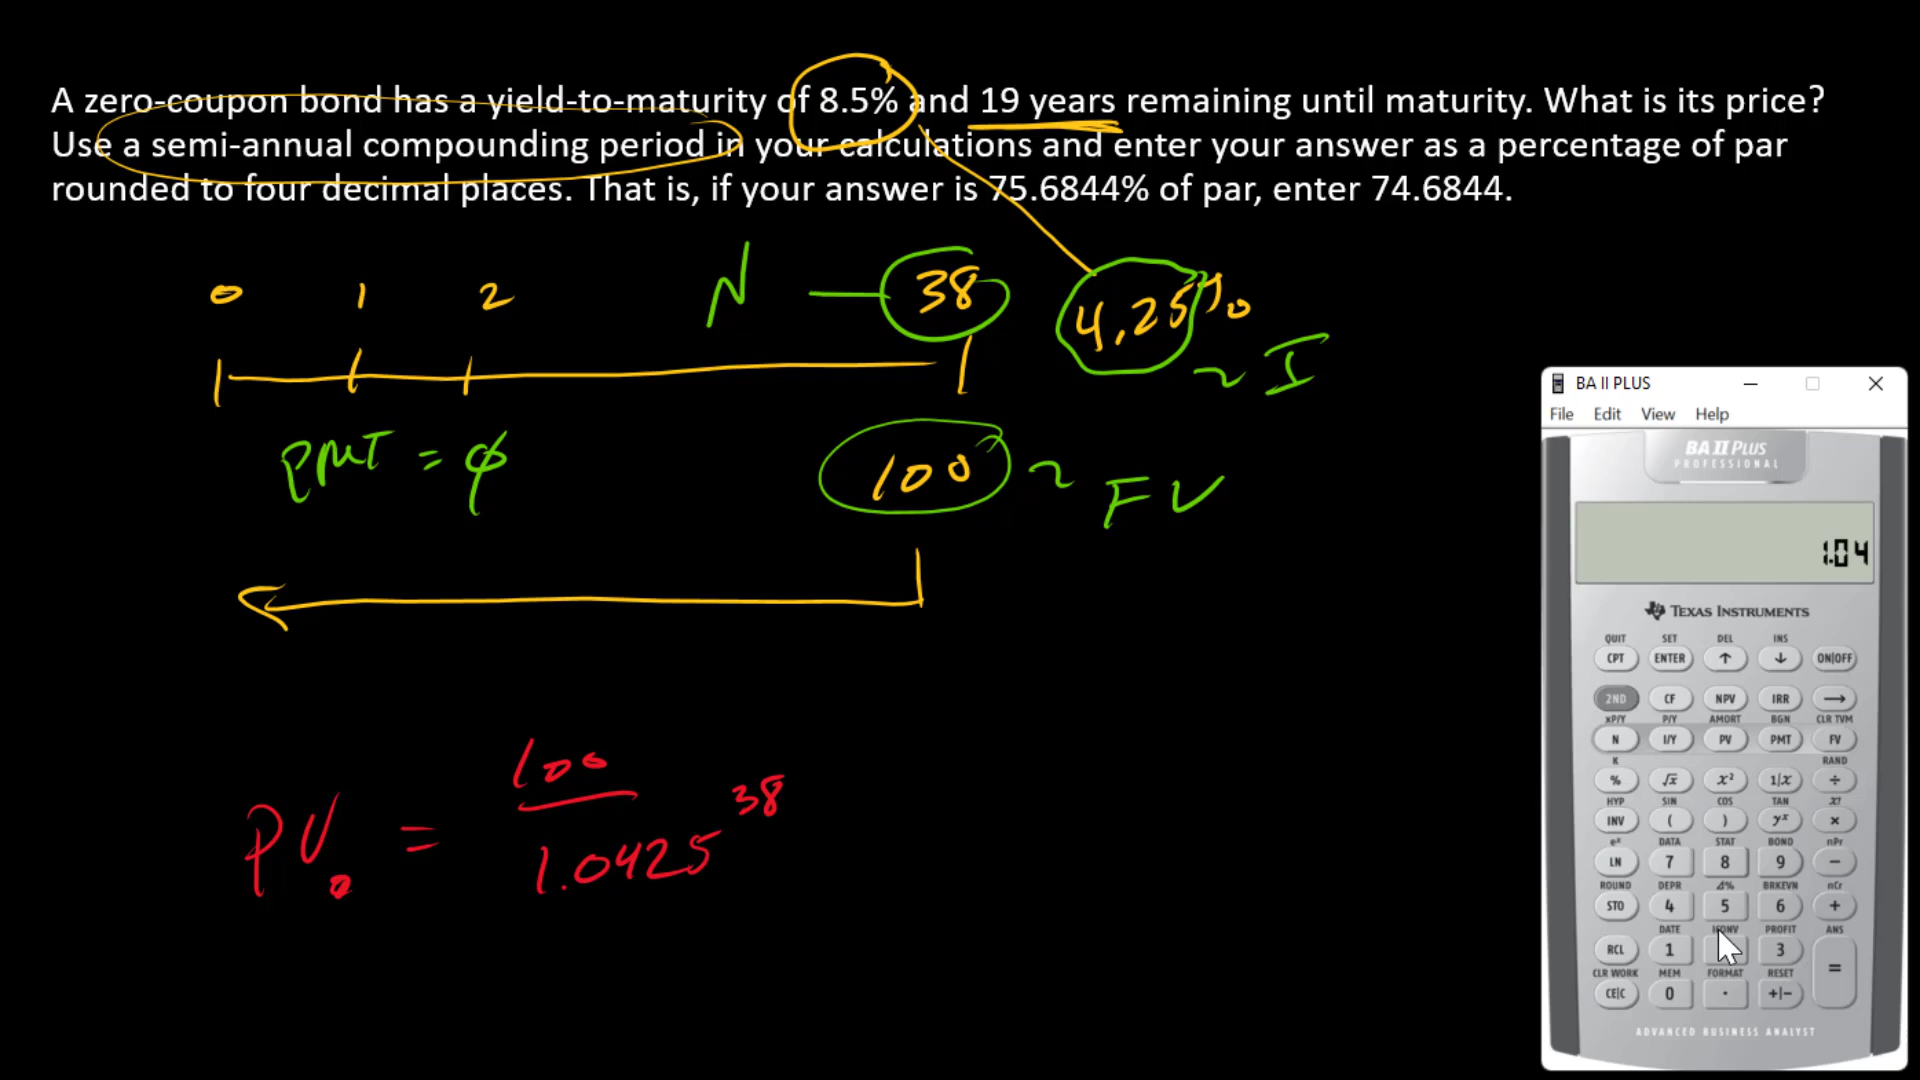 A zero-coupon bond has a yield-to-maturity of 8.5% and 19 years remaining until maturity. What is its price?
Use a semi-annual compounding period in your calculations and enter your answer as a percentage of par
rounded to four decimal places. That is, if your answer is 75.6844% of par, enter 74.6844.
0 1 2 N — 38 4.25%
~ I
PMT = ϕ 100 ~ FV
PV0 = 100
1.0425^38
BA II PLUS
File Edit View Help
BA II PLUS
PROFESSIONAL
1.04
TEXAS INSTRUMENTS
QUIT SET DEL INS
CPT ENTER ↑ ↓ ON|OFF
2ND CF NPV IRR →
xP/Y P/Y AMORT BGN CLR TVM
N I/Y PV PMT FV
K RAND
% √x x² 1/x ÷
HYP SIN COS TAN x!
INV ( ) yˣ ×
eˣ DATA STAT BOND nPr
LN 7 8 9 −
ROUND DEPR Δ% BRKEVN nCr
STO 4 5 6 +
DATE ICONV PROFIT ANS
RCL 1 3 =
CLR WORK MEM FORMAT RESET
CE|C 0 . +|−
ADVANCED BUSINESS ANALYST